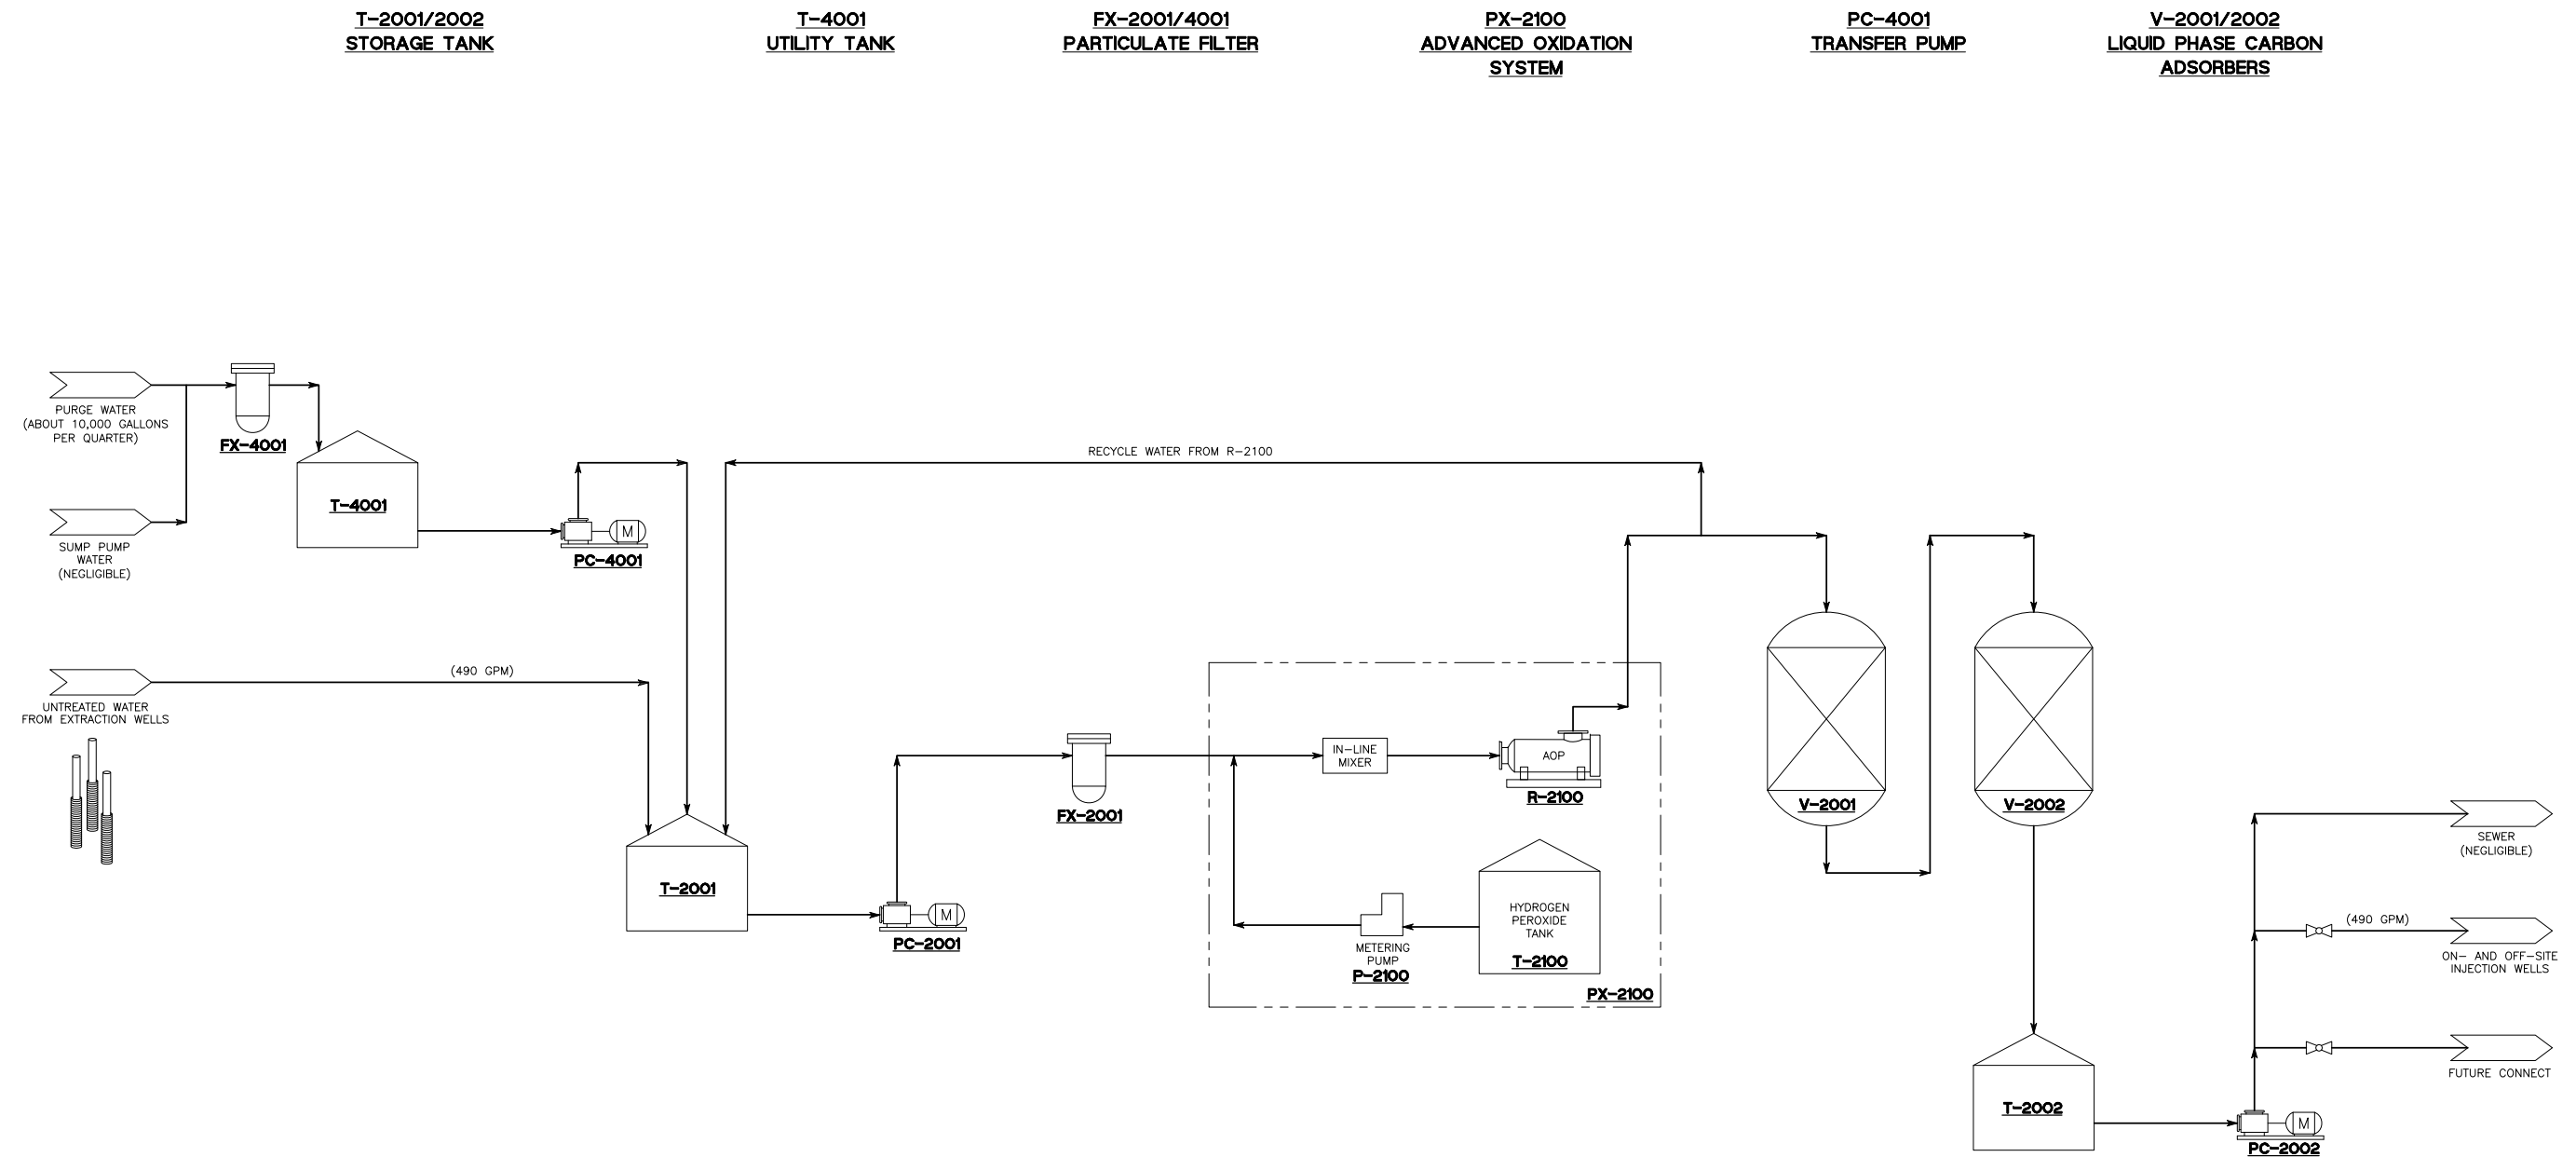 T-2001/2002
STORAGE TANK
T-4001
UTILITY TANK
FX-2001/4001
PARTICULATE FILTER
PX-2100
ADVANCED OXIDATION
SYSTEM
PC-4001
TRANSFER PUMP
V-2001/2002
LIQUID PHASE CARBON
ADSORBERS
PURGE WATER
(ABOUT 10,000 GALLONS
PER QUARTER)
FX-4001
T-4001
SUMP PUMP
WATER
(NEGLIGIBLE)
M
PC-4001
RECYCLE WATER FROM R-2100
(490 GPM)
UNTREATED WATER
FROM EXTRACTION WELLS
T-2001
M
PC-2001
FX-2001
IN-LINE
MIXER
AOP
R-2100
HYDROGEN
PEROXIDE
TANK
T-2100
METERING
PUMP
P-2100
PX-2100
V-2001
V-2002
T-2002
M
PC-2002
SEWER
(NEGLIGIBLE)
(490 GPM)
ON- AND OFF-SITE
INJECTION WELLS
FUTURE CONNECT